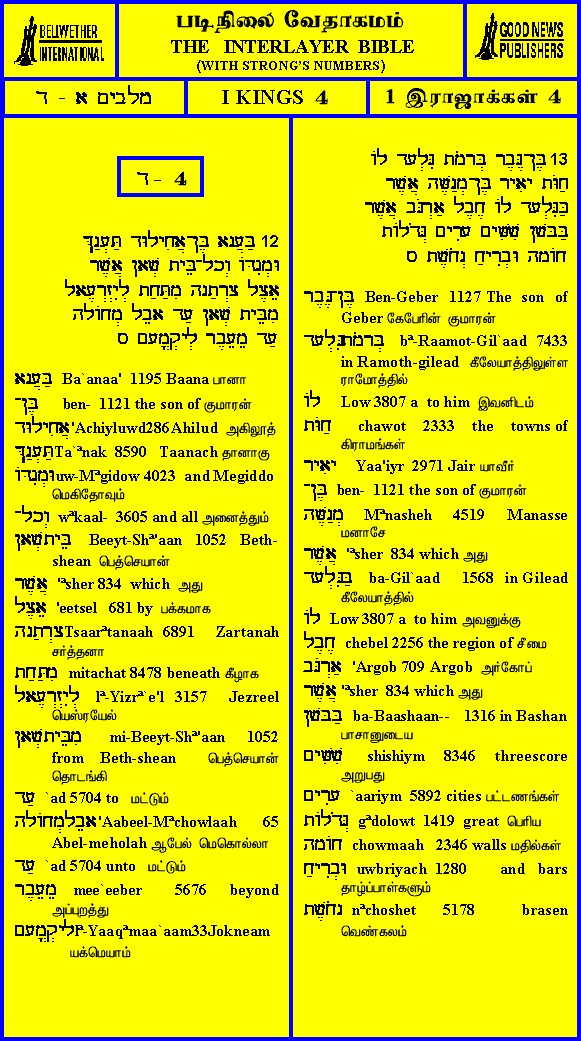 BELLWETHER
INTERNATIONAL
படிநிலை வேதாகமம்
THE INTERLAYER BIBLE
(WITH STRONG'S NUMBERS)
GOOD NEWS
PUBLISHERS
מלבים א - ד
I KINGS 4
1 இராஜாக்கள் 4
ד - 4
12 בַּעֲנָא בֶּן־אֲחִילוּד תַּעְנַךְ
וּמְגִדּוֹ וְכָל־בֵּית שְׁאָן אֲשֶׁר
אֵצֶל צרְתַנָה מִתַּחַת לְיִזְרְעֶאל
מִבֵּית שְׁאָן עַד אָבֵל מְחוֹלָה
עַד מֵעֵבֶר לְיקְמֳעָם ס
בַּעֲנָא Ba`anaa' 1195 Baana பானா
בֶּן־ ben- 1121 the son of குமாரன்
אֲחִילוּד 'Achiyluwd286Ahilud அகிலூத்
תַּעְנַךְ Ta`ªnak 8590 Taanach தானாகு
וּמְגִדּוֹ uw-Mªgidow 4023 and Megiddo
மெகிதோவும்
וְכָל־ wªkaal- 3605 and all அனைத்தும்
בֵּיתשְׁאָן Beeyt-Shª'aan 1052 Beth-
shean பெத்செயான்
אֲשֶׁר 'ªsher 834 which அது
אֵצֶל 'eetsel 681 by பக்கமாக
צרְתַנָה Tsaarªtanaah 6891 Zartanah
சர்த்தனா
מִתַּחַת mitachat 8478 beneath கீழாக
לְיִזְרְעֶאל lª-Yizrª`e'l 3157 Jezreel
யெஸ்ரயேல்
מִבֵּיתשְׁאָן mi-Beeyt-Shª'aan 1052
from Beth-shean பெத்செயான்
தொடங்கி
עַד `ad 5704 to மட்டும்
אָבֵלמְחוֹלָה 'Aabeel-Mªchowlaah 65
Abel-meholah ஆபேல் மெகொல்லா
עַד `ad 5704 unto மட்டும்
מֵעֵבֶר mee`eeber 5676 beyond
அப்புறத்து
לְיקְמֳעָם lª-Yaaqªmaa`aam33Jokneam
யக்மெயாம்
13 בֶּן־גֶּבֶר בְּרמֹת גִּלְעָד לוֹ
חַוֹּת יָאִיר בֶּן־מְנַשֶּׁה אֲשֶׁר
בַּגִּלְעָד לוֹ חֶבֶל אַרְגֹּב אֲשֶׁר
בַּבָּשָׁן שִׁשִּׁים עָרִים גְּדֹלוֹת
חוֹמָה וּבְרִיחַ נְחֹשֶׁת ס
בֶּן־גֶּבֶר Ben-Geber 1127 The son of
Geber கேபேரின் குமாரன்
בְּרמֹתגִּלְעָד bª-Raamot-Gil`aad 7433
in Ramoth-gilead கீலேயாத்திலுள்ள
ராமோத்தில்
לוֹ Low 3807 a to him இவனிடம்
חַוֹּת chawot 2333 the towns of
கிராமங்கள்
יָאִיר Yaa'iyr 2971 Jair யாவீர்
בֶּן־ ben- 1121 the son of குமாரன்
מְנַשֶּׁה Mªnasheh 4519 Manasse
மனாசே
אֲשֶׁר 'ªsher 834 which அது
בַּגִּלְעָד ba-Gil`aad 1568 in Gilead
கீலேயாத்தில்
לוֹ Low 3807 a to him அவனுக்கு
חֶבֶל chebel 2256 the region of சீமை
אַרְגֹּב 'Argob 709 Argob அர்கோப்
אֲשֶׁר 'ªsher 834 which அது
בַּבָּשָׁן ba-Baashaan-- 1316 in Bashan
பாசானுடைய
שִׁשִּׁים shishiym 8346 threescore
அறுபது
עָרִים `aariym 5892 cities பட்டணங்கள்
גְּדֹלוֹת gªdolowt 1419 great பெரிய
חוֹמָה chowmaah 2346 walls மதில்கள்
וּבְרִיחַ uwbriyach 1280 and bars
தாழ்ப்பாள்களும்
נְחֹשֶׁת nªchoshet 5178 brasen
வெண்கலம்